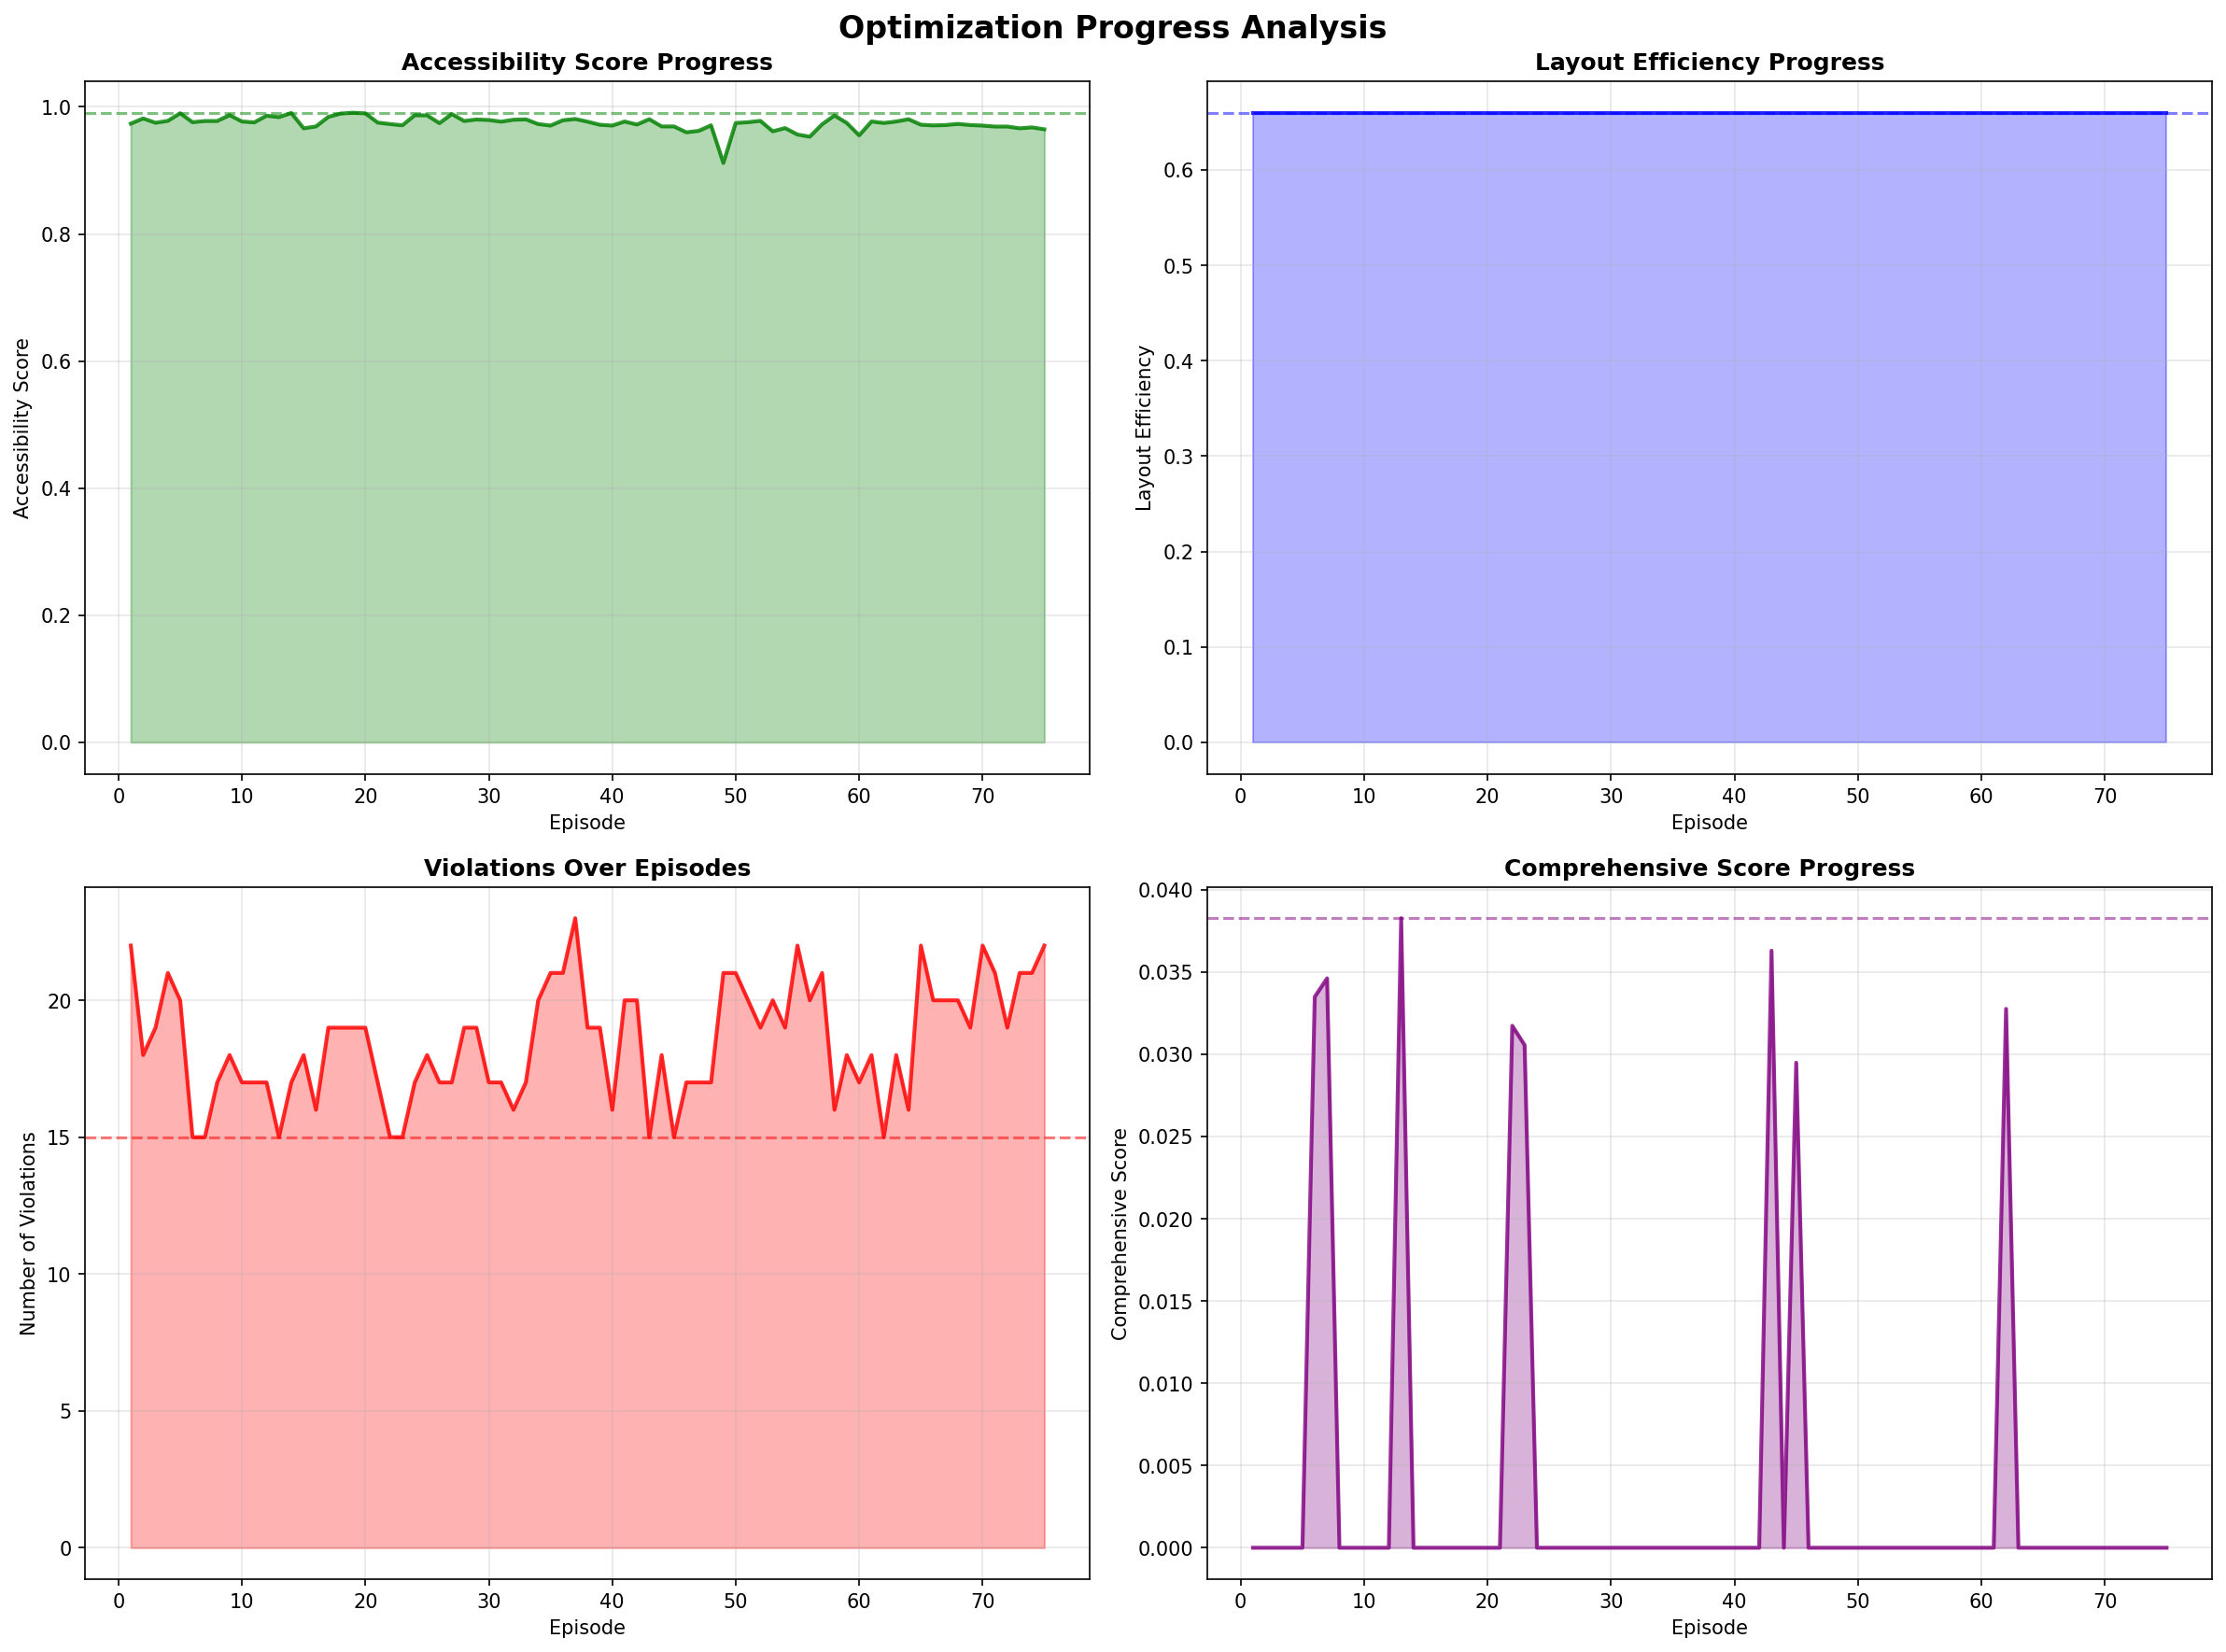 Optimization Progress Analysis
Accessibility Score Progress
Accessibility Score
1.0
0.8
0.6
0.4
0.2
0.0
0 10 20 30 40 50 60 70
Episode
Layout Efficiency Progress
Layout Efficiency
0.6
0.5
0.4
0.3
0.2
0.1
0.0
0 10 20 30 40 50 60 70
Episode
Violations Over Episodes
Number of Violations
20
15
10
5
0
0 10 20 30 40 50 60 70
Episode
Comprehensive Score Progress
Comprehensive Score
0.040
0.035
0.030
0.025
0.020
0.015
0.010
0.005
0.000
0 10 20 30 40 50 60 70
Episode